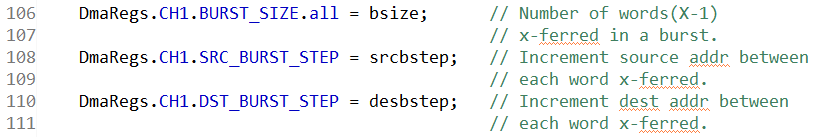 106 DmaRegs.CH1.BURST_SIZE.all = bsize; // Number of words(X-1)
107 // x-ferred in a burst.
108 DmaRegs.CH1.SRC_BURST_STEP = srcbstep; // Increment source addr between
109 // each word x-ferred.
110 DmaRegs.CH1.DST_BURST_STEP = desbstep; // Increment dest addr between
111 // each word x-ferred.